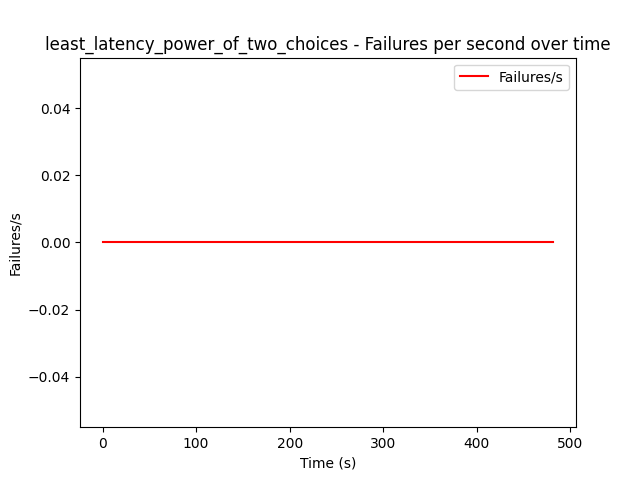 least_latency_power_of_two_choices - Failures per second over time
Failures/s
0.04
0.02
0.00
−0.02
−0.04
Failures/s
0
100
200
300
400
500
Time (s)